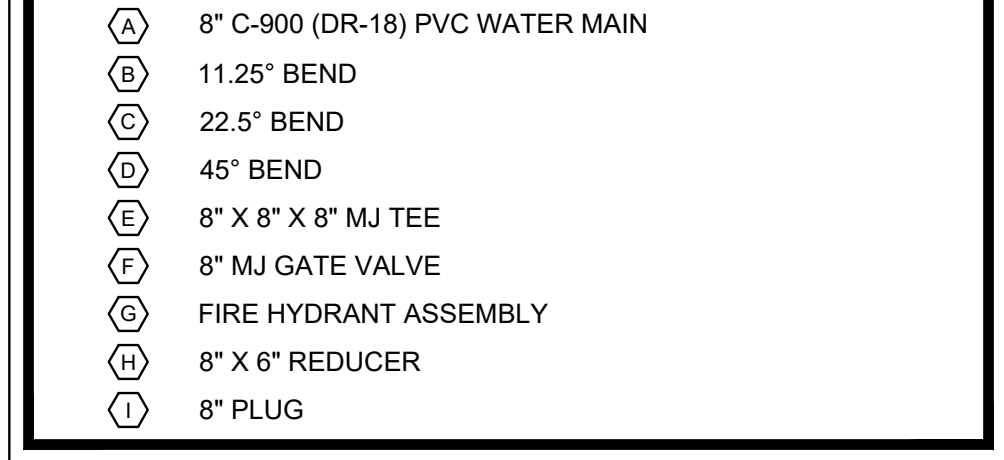 A 8" C-900 (DR-18) PVC WATER MAIN
B 11.25° BEND
C 22.5° BEND
D 45° BEND
E 8" X 8" X 8" MJ TEE
F 8" MJ GATE VALVE
G FIRE HYDRANT ASSEMBLY
H 8" X 6" REDUCER
I 8" PLUG